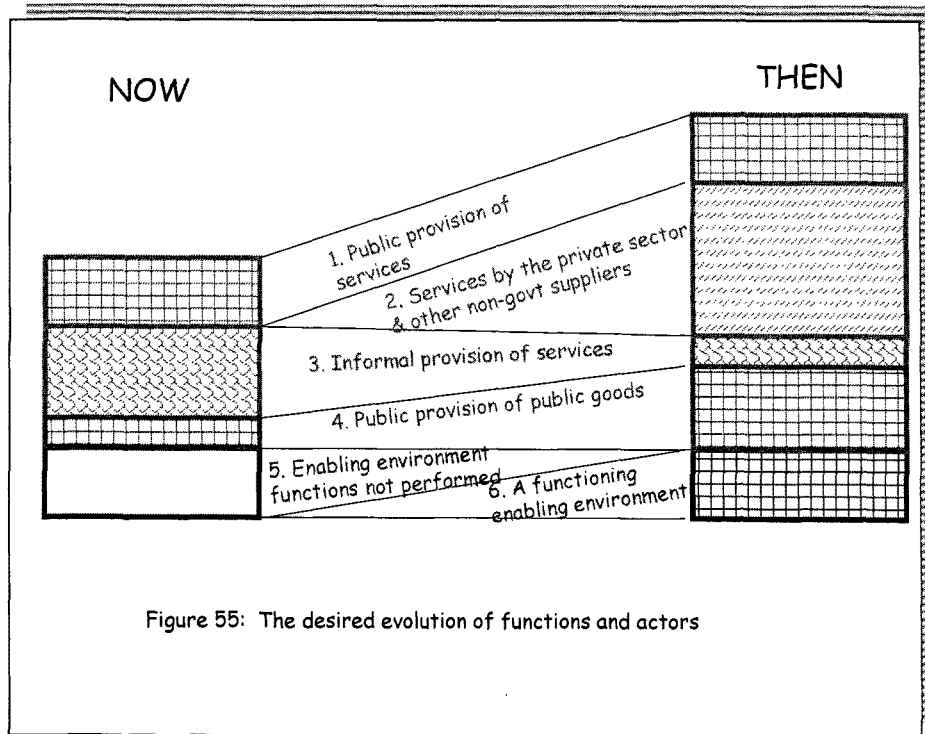 NOW
THEN
1. Public provision of
services
2. Services by the private sector
& other non-govt suppliers
3. Informal provision of services
4. Public provision of public goods
5. Enabling environment
functions not performed
6. A functioning
enabling environment
Figure 55: The desired evolution of functions and actors